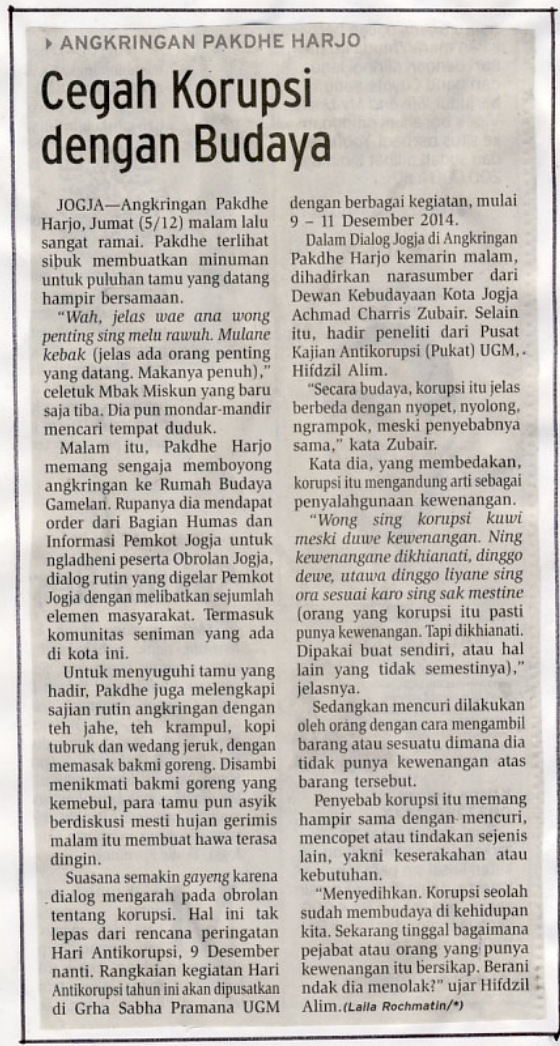 ANGKRINGAN PAKDHE HARJO
Cegah Korupsi
dengan Budaya
JOGJA—Angkringan Pakdhe
Harjo, Jumat (5/12) malam lalu
sangat ramai. Pakdhe terlihat
sibuk membuatkan minuman
untuk puluhan tamu yang datang
hampir bersamaan.
"Wah, jelas wae ana wong
penting sing melu rawuh. Mulane
kebak (jelas ada orang penting
yang datang. Makanya penuh),"
celetuk Mbak Miskun yang baru
saja tiba. Dia pun mondar-mandir
mencari tempat duduk.
Malam itu, Pakdhe Harjo
memang sengaja memboyong
angkringan ke Rumah Budaya
Gamelan. Rupanya dia mendapat
order dari Bagian Humas dan
Informasi Pemkot Jogja untuk
ngladheni peserta Obrolan Jogja,
dialog rutin yang digelar Pemkot
Jogja dengan melibatkan sejumlah
elemen masyarakat. Termasuk
komunitas seniman yang ada
di kota ini.
Untuk menyuguhi tamu yang
hadir, Pakdhe juga melengkapi
sajian rutin angkringan dengan
teh jahe, teh krampul, kopi
tubruk dan wedang jeruk, dengan
memasak bakmi goreng. Disambi
menikmati bakmi goreng yang
kemebul, para tamu pun asyik
berdiskusi mesti hujan gerimis
malam itu membuat hawa terasa
dingin.
Suasana semakin gayeng karena
dialog mengarah pada obrolan
tentang korupsi. Hal ini tak
lepas dari rencana peringatan
Hari Antikorupsi, 9 Desember
nanti. Rangkaian kegiatan Hari
Antikorupsi tahun ini akan dipusatkan
di Grha Sabha Pramana UGM
dengan berbagai kegiatan, mulai
9 – 11 Desember 2014.
Dalam Dialog Jogja di Angkringan
Pakdhe Harjo kemarin malam,
dihadirkan narasumber dari
Dewan Kebudayaan Kota Jogja
Achmad Charris Zubair. Selain
itu, hadir peneliti dari Pusat
Kajian Antikorupsi (Pukat) UGM,
Hifdzil Alim.
"Secara budaya, korupsi itu jelas
berbeda dengan nyopet, nyolong,
ngrampok, meski penyebabnya
sama," kata Zubair.
Kata dia, yang membedakan,
korupsi itu mengandung arti sebagai
penyalahgunaan kewenangan.
"Wong sing korupsi kuwi
meski duwe kewenangan. Ning
kewenangane dikhianati, dinggo
dewe, utawa dinggo liyane sing
ora sesuai karo sing sak mestine
(orang yang korupsi itu pasti
punya kewenangan. Tapi dikhianati.
Dipakai buat sendiri, atau hal
lain yang tidak semestinya),"
jelasnya.
Sedangkan mencuri dilakukan
oleh orang dengan cara mengambil
barang atau sesuatu dimana dia
tidak punya kewenangan atas
barang tersebut.
Penyebab korupsi itu memang
hampir sama dengan mencuri,
mencopet atau tindakan sejenis
lain, yakni keserakahan atau
kebutuhan.
"Menyedihkan. Korupsi seolah
sudah membudaya di kehidupan
kita. Sekarang tinggal bagaimana
pejabat atau orang yang punya
kewenangan itu bersikap. Berani
ndak dia menolak?" ujar Hifdzil
Alim. (Laila Rochmatin/*)